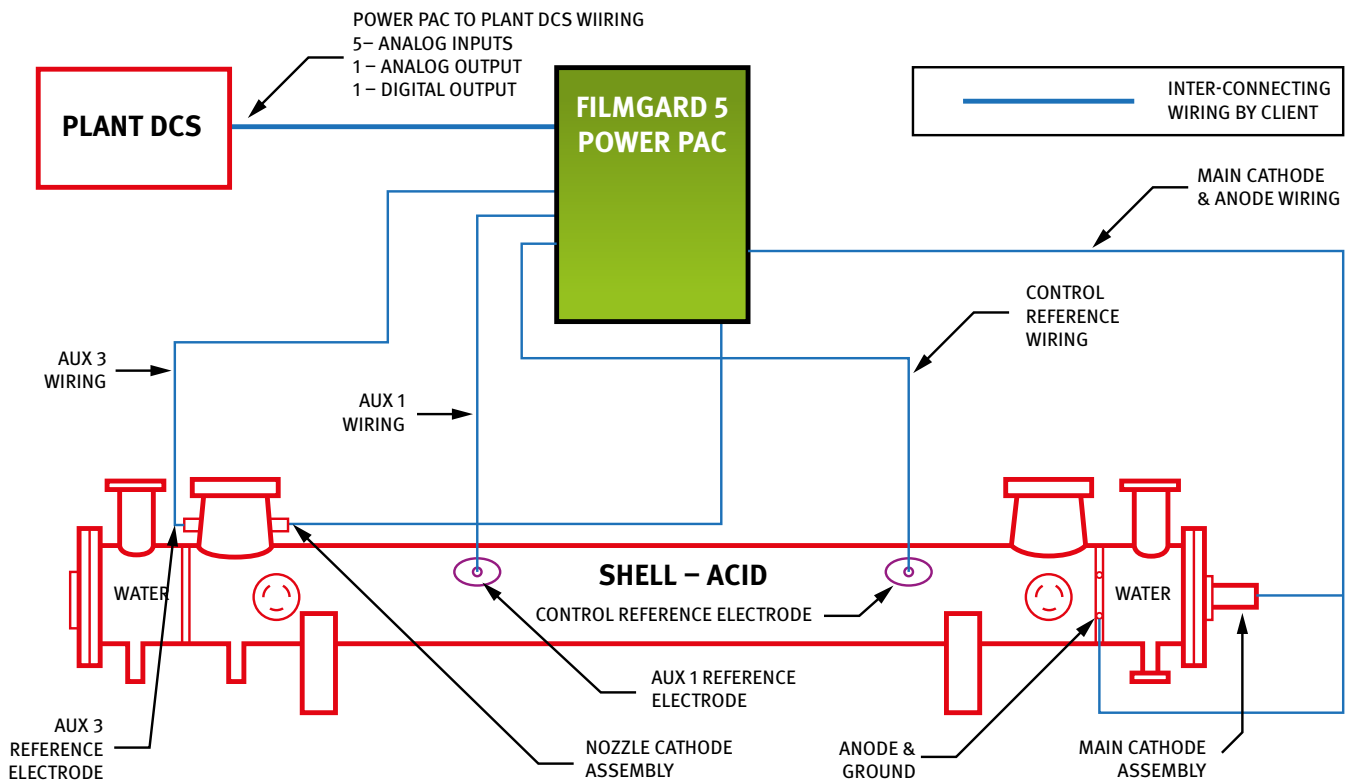 POWER PAC TO PLANT DCS WIIRING
5– ANALOG INPUTS
1 – ANALOG OUTPUT
1 – DIGITAL OUTPUT
PLANT DCS
FILMGARD 5
POWER PAC
INTER-CONNECTING
WIRING BY CLIENT
MAIN CATHODE
& ANODE WIRING
CONTROL
REFERENCE
WIRING
AUX 3
WIRING
AUX 1
WIRING
WATER
SHELL – ACID
CONTROL REFERENCE ELECTRODE
WATER
AUX 1 REFERENCE
ELECTRODE
AUX 3
REFERENCE
ELECTRODE
NOZZLE CATHODE
ASSEMBLY
ANODE &
GROUND
MAIN CATHODE
ASSEMBLY